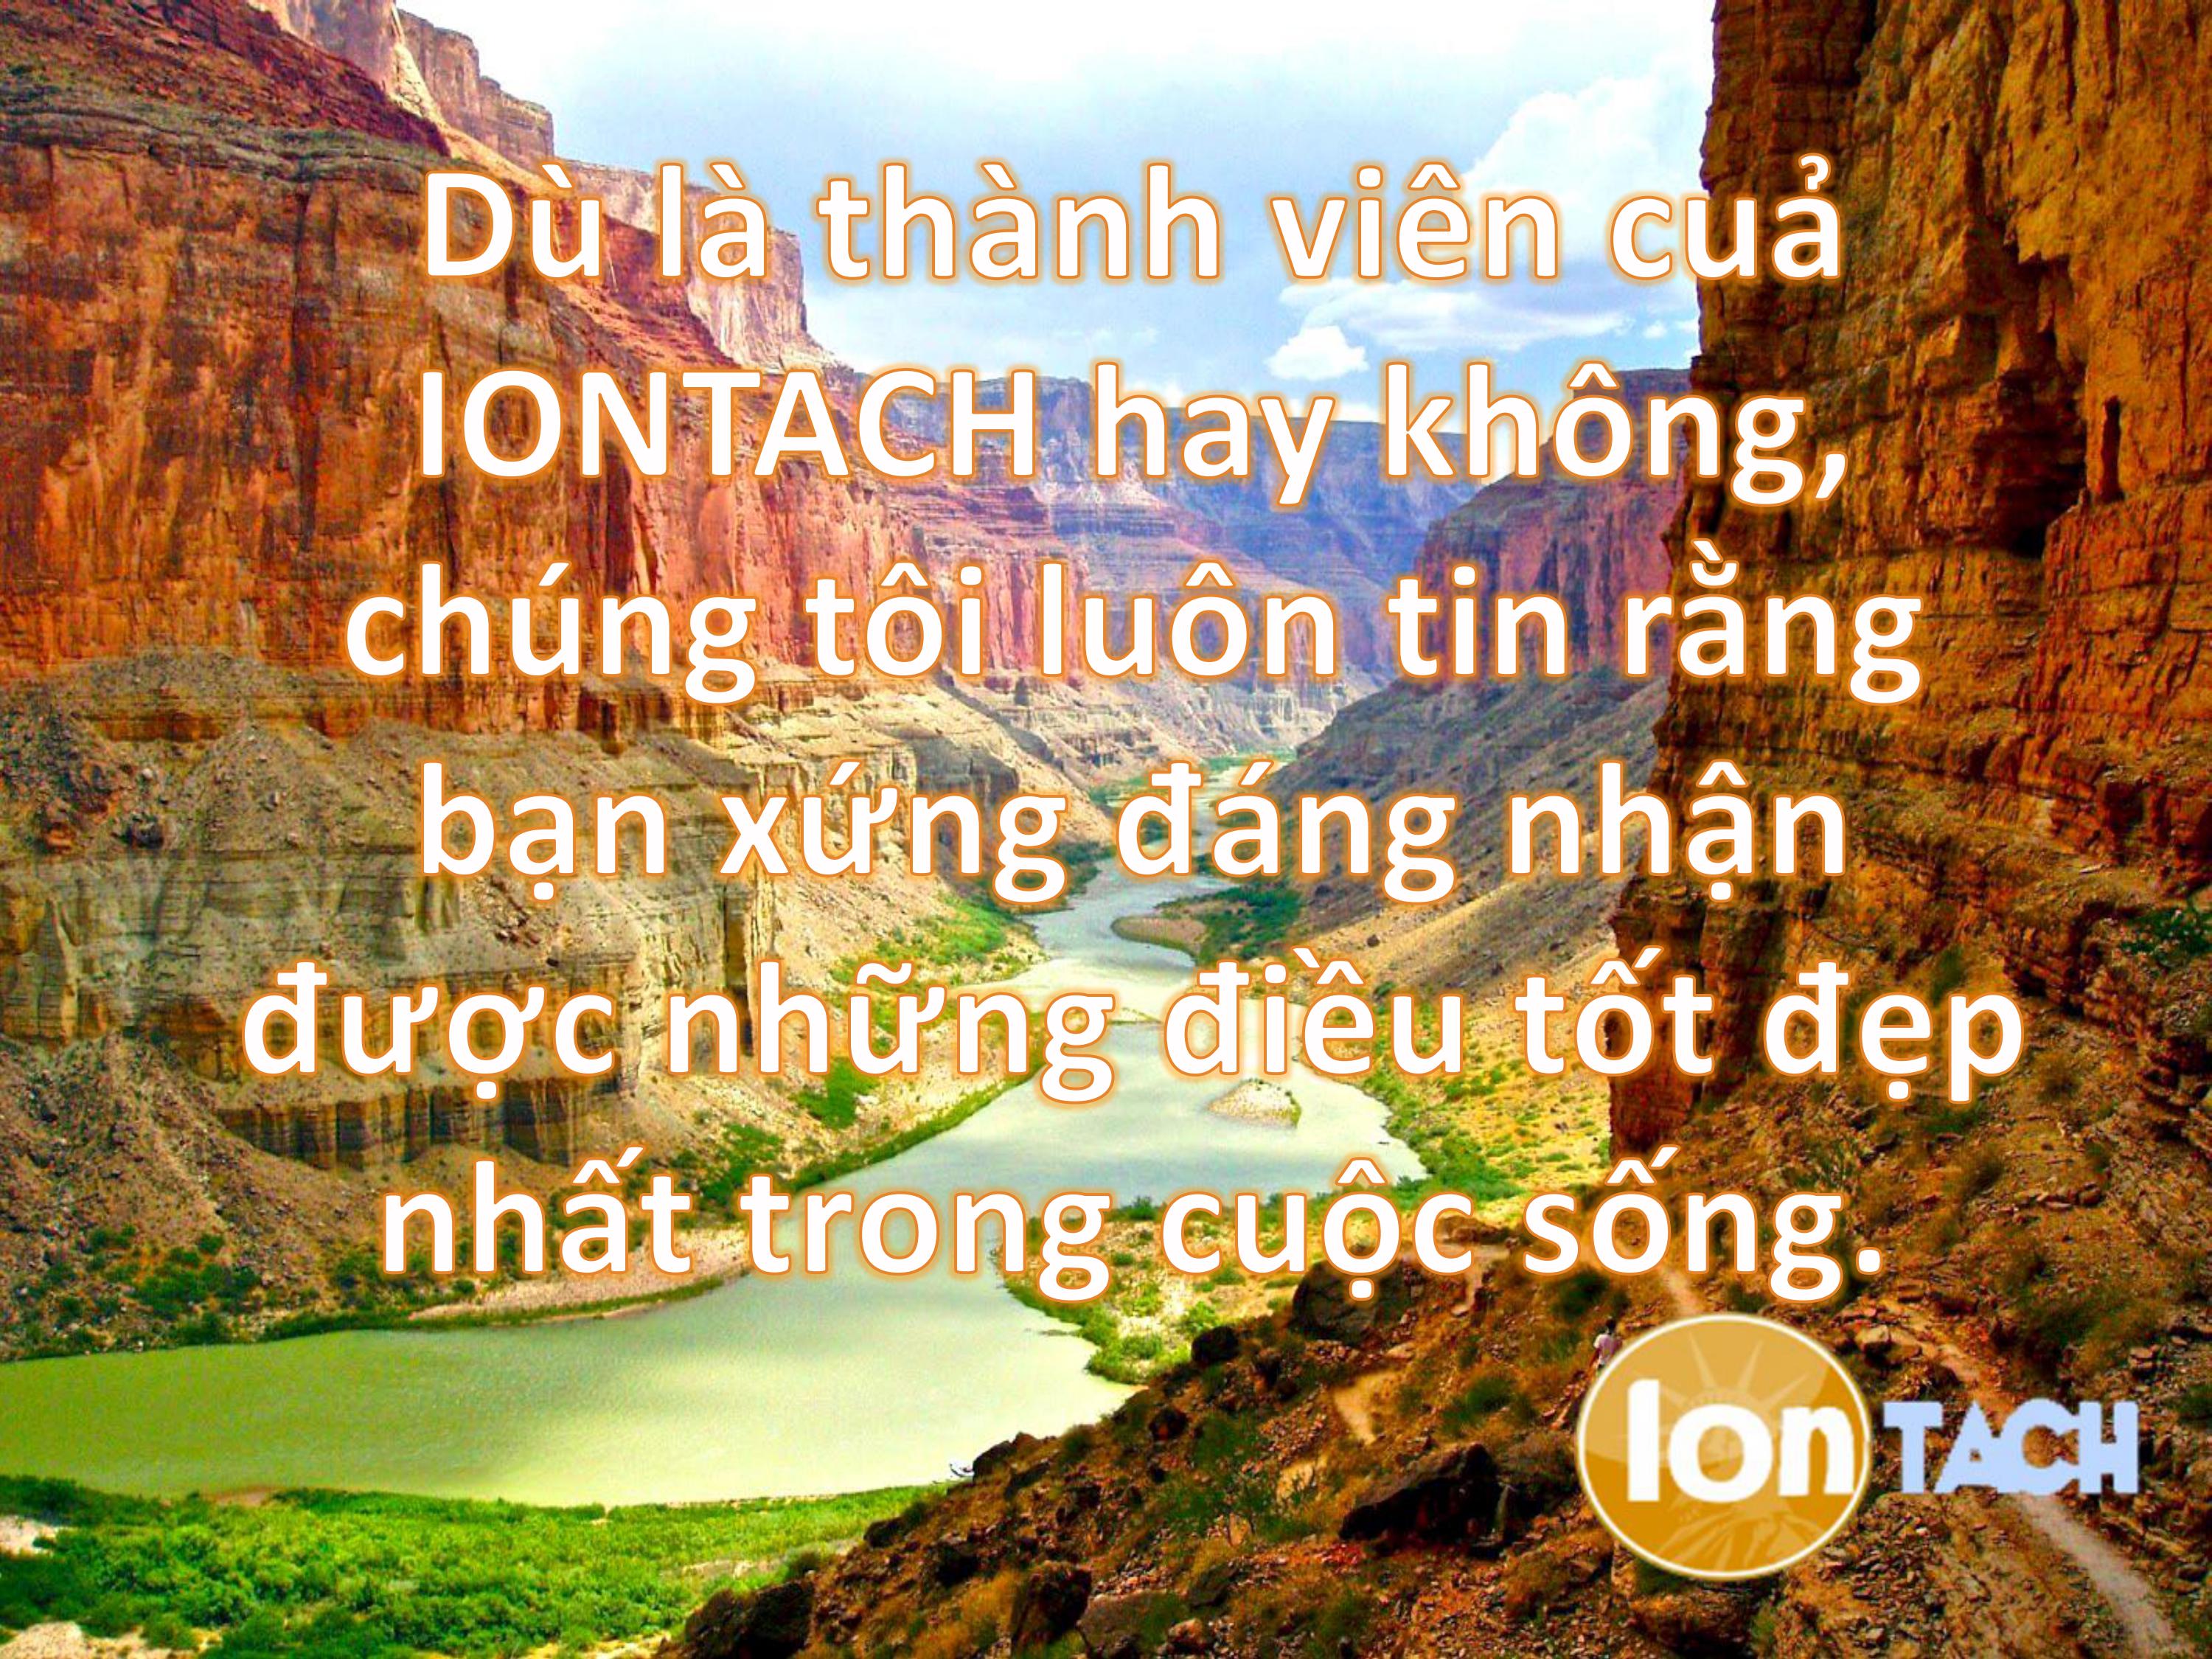 Dù là thành viên cuả
IONTACH hay không,
chúng tôi luôn tin rằng
bạn xứng đáng nhận
được những điều tốt đẹp
nhất trong cuộc sống.
Ion TACH